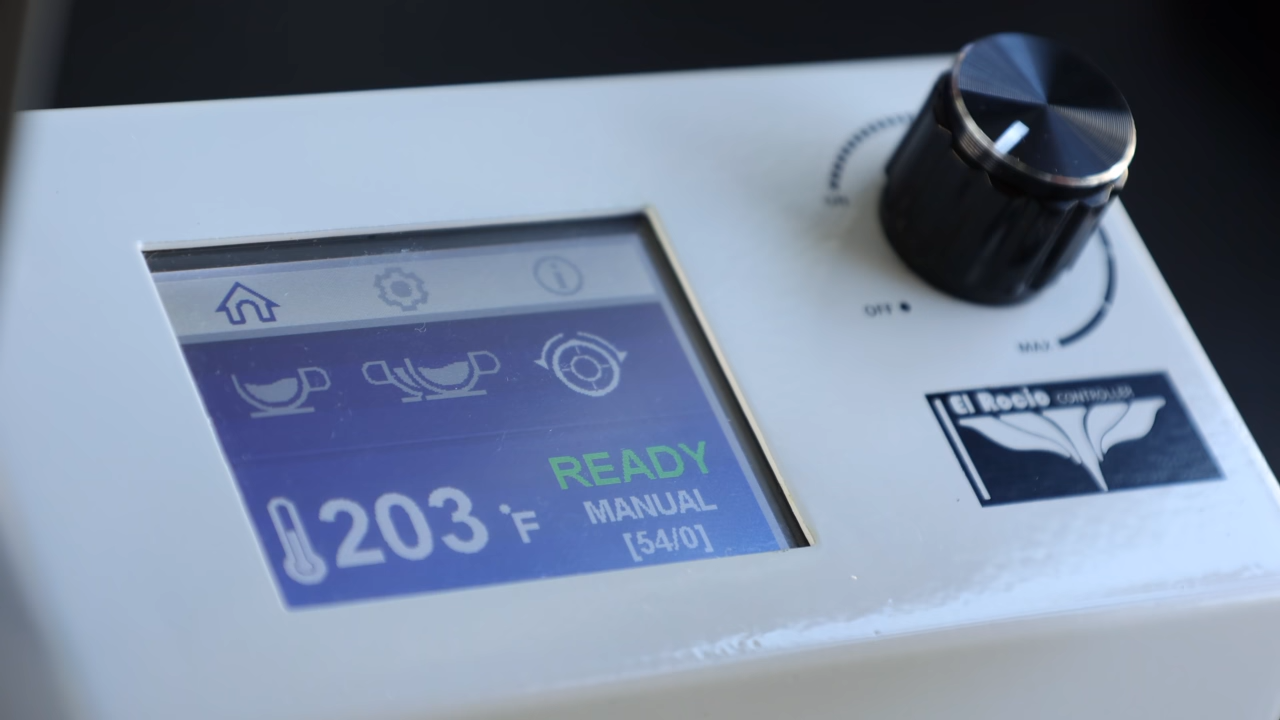 READY
203 °F
MANUAL
[54/0]
OFF
MAX
El Rocio CONTROLLER